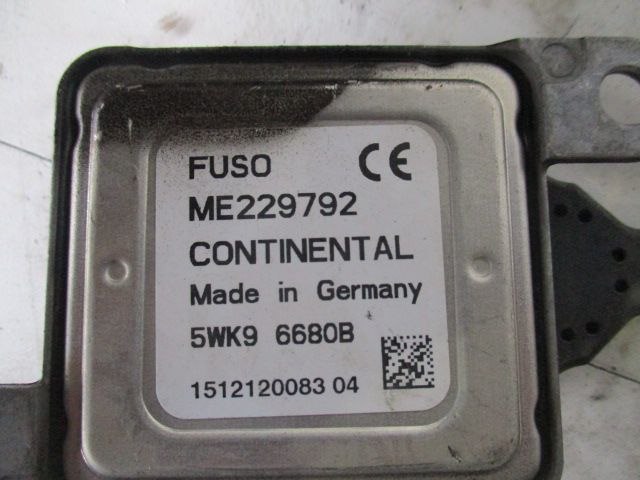 FUSO CE
ME229792
CONTINENTAL
Made in Germany
5WK9 6680B
1512120083 04